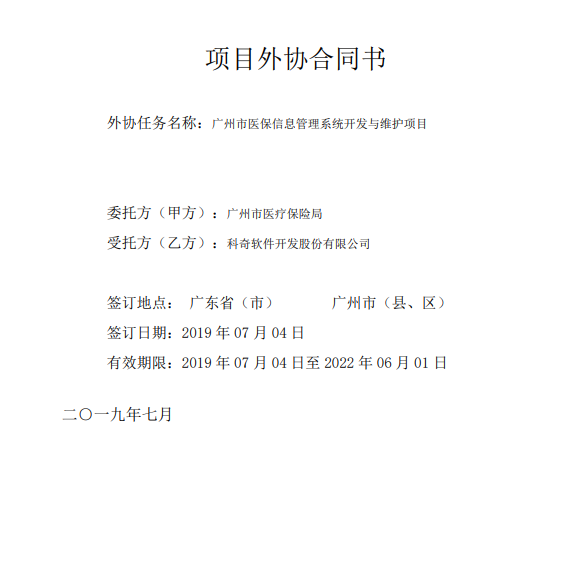 项目外协合同书
外协任务名称：广州市医保信息管理系统开发与维护项目
委托方（甲方）：广州市医疗保险局
受托方（乙方）：科奇软件开发股份有限公司
签订地点： 广东省（市） 广州市（县、区）
签订日期：2019 年 07 月 04 日
有效期限：2019 年 07 月 04 日至 2022 年 06 月 01 日
二〇一九年七月